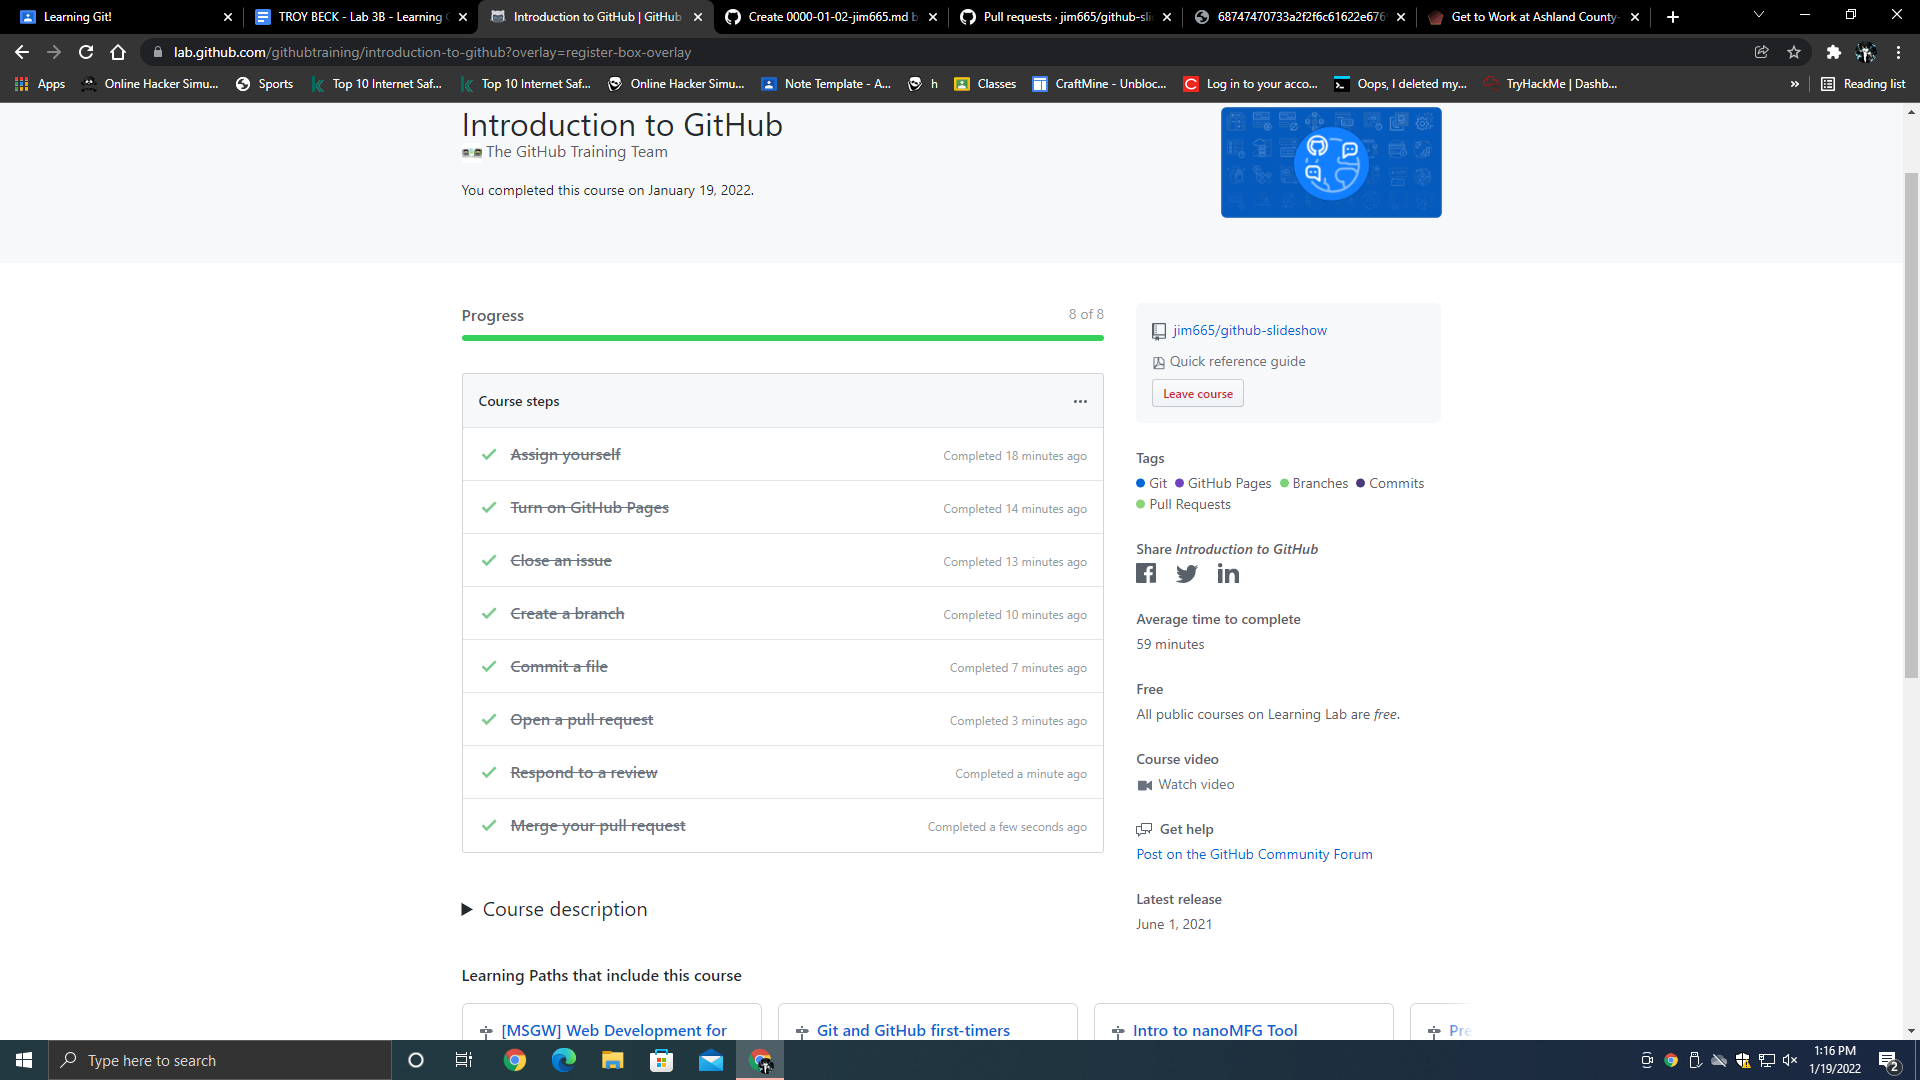 Learning Git!
TROY BECK - Lab 3B - Learning
Introduction to GitHub | GitHub
Create 0000-01-02-jim665.md b
Pull requests · jim665/github-sli
68747470733a2f2f6c61622e676
Get to Work at Ashland County-
lab.github.com/githubtraining/introduction-to-github?overlay=register-box-overlay
Apps
Online Hacker Simu...
Sports
Top 10 Internet Saf...
Top 10 Internet Saf...
Online Hacker Simu...
Note Template - A...
h
Classes
CraftMine - Unbloc...
Log in to your acco...
Oops, I deleted my...
TryHackMe | Dashb...
»
Reading list
Introduction to GitHub
The GitHub Training Team
You completed this course on January 19, 2022.
Progress
8 of 8
Course steps
Assign yourself
Completed 18 minutes ago
Turn on GitHub Pages
Completed 14 minutes ago
Close an issue
Completed 13 minutes ago
Create a branch
Completed 10 minutes ago
Commit a file
Completed 7 minutes ago
Open a pull request
Completed 3 minutes ago
Respond to a review
Completed a minute ago
Merge your pull request
Completed a few seconds ago
Course description
Learning Paths that include this course
[MSGW] Web Development for
Git and GitHub first-timers
Intro to nanoMFG Tool
Pre
jim665/github-slideshow
Quick reference guide
Leave course
Tags
Git GitHub Pages Branches Commits
Pull Requests
Share Introduction to GitHub
Average time to complete
59 minutes
Free
All public courses on Learning Lab are free.
Course video
Watch video
Get help
Post on the GitHub Community Forum
Latest release
June 1, 2021
Type here to search
1:16 PM
1/19/2022
2